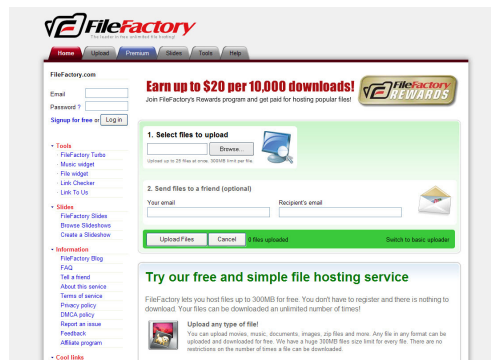 FileFactory
The leader in free unlimited file hosting!
Home Upload Premium Slides Tools Help
FileFactory.com
Email
Password ?
Signup for free or Log in
Tools
FileFactory Turbo
Music widget
File widget
Link Checker
Link To Us
Slides
FileFactory Slides
Browse Slideshows
Create a Slideshow
Information
FileFactory Blog
FAQ
Tell a friend
About this service
Terms of service
Privacy policy
DMCA policy
Report an issue
Feedback
Affiliate program
Cool links
Earn up to $20 per 10,000 downloads!
Join FileFactory's Rewards program and get paid for hosting popular files!
FileFactory
REWARDS
1. Select files to upload
Browse...
Upload up to 25 files at once. 300MB limit per file.
2. Send files to a friend (optional)
Your email Recipient's email
Upload Files Cancel 0 files uploaded Switch to basic uploader
Try our free and simple file hosting service
FileFactory lets you host files up to 300MB for free. You don't have to register and there is nothing to
download. Your files can be downloaded an unlimited number of times!
Upload any type of file!
You can upload movies, music, documents, images, zip files and more. Any file in any format can be
uploaded and downloaded for free. We have a huge 300MB files size limit for every file. There are no
restrictions on the number of times a file can be downloaded.